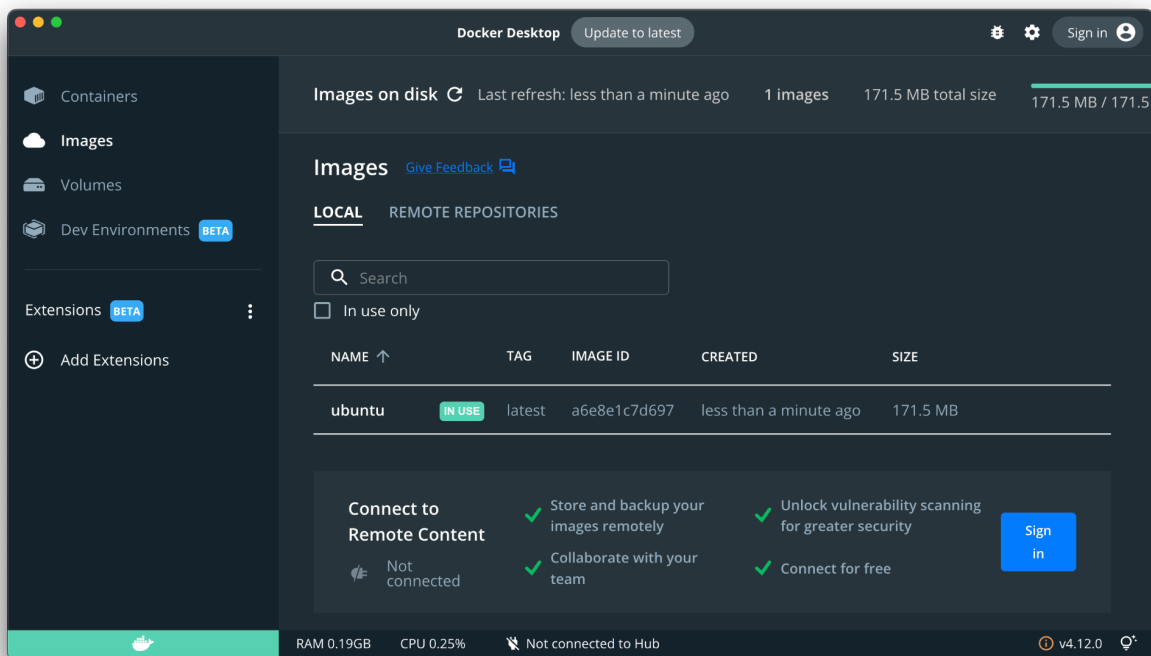 Docker Desktop Update to latest Sign in
Containers
Images
Volumes
Dev Environments BETA
Extensions BETA
Add Extensions
Images on disk Last refresh: less than a minute ago 1 images 171.5 MB total size 171.5 MB / 171.5
Images Give Feedback
LOCAL REMOTE REPOSITORIES
Search
In use only
NAME TAG IMAGE ID CREATED SIZE
ubuntu IN USE latest a6e8e1c7d697 less than a minute ago 171.5 MB
Connect to
Remote Content
Not
connected
Store and backup your
images remotely
Collaborate with your
team
Unlock vulnerability scanning
for greater security
Connect for free
Sign
in
RAM 0.19GB CPU 0.25% Not connected to Hub v4.12.0